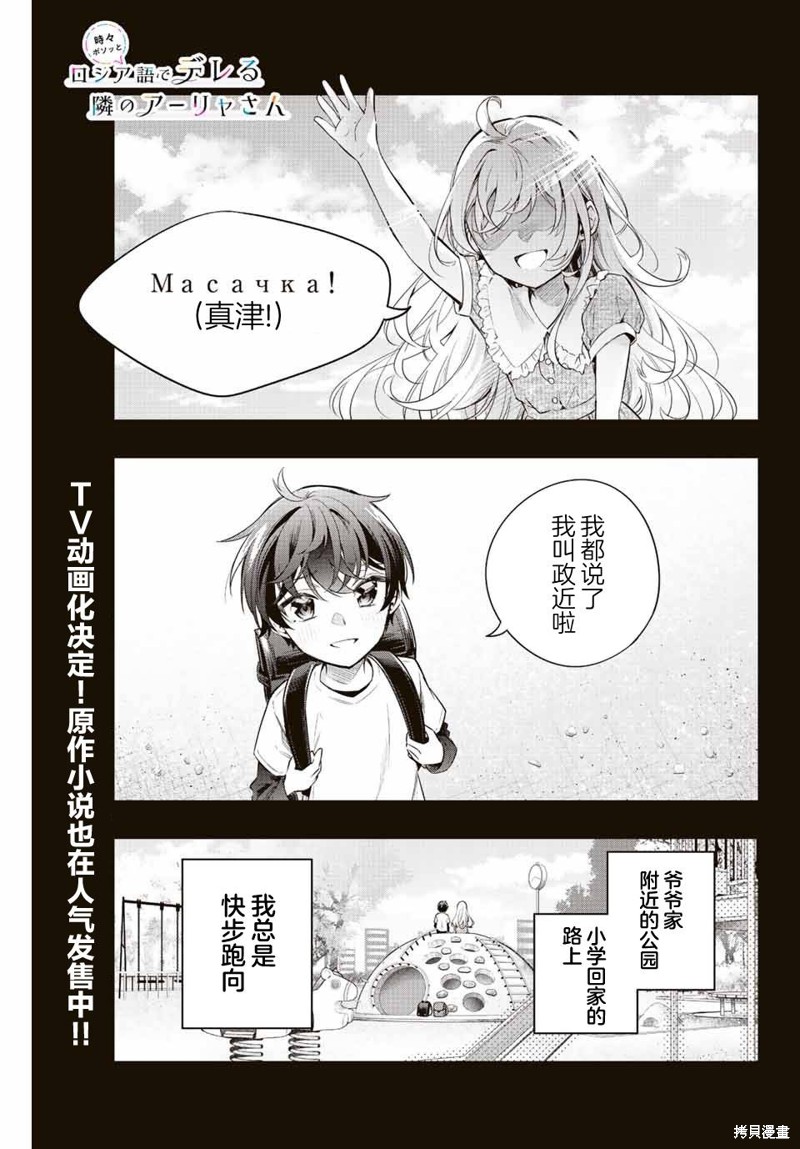 時々
ボソッと
ロシア語でデレる
隣のアーリャさん
Масачка!
(真津!)
我都说了
我叫政近啦
TV动画化决定!原作小说也在人气发售中!!
爷爷家
附近的公园
小学回家的
路上
我总是
快步跑向
拷貝漫畫